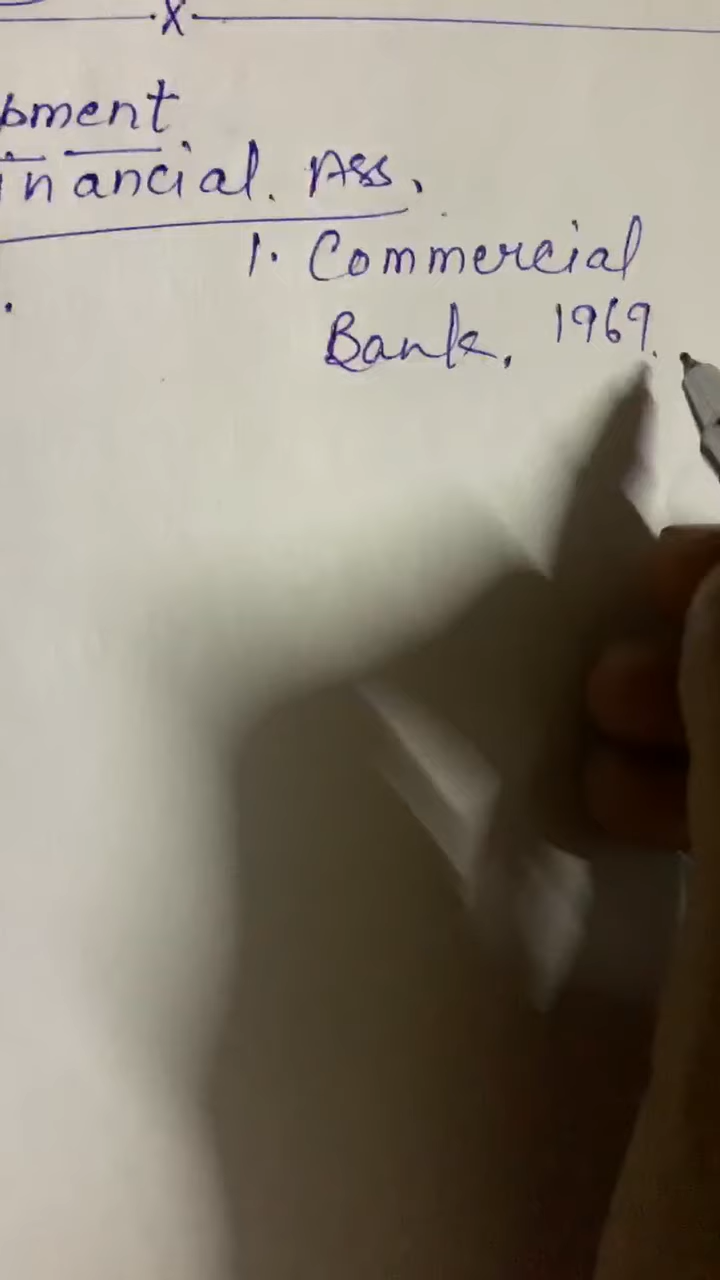 X
pment
inancial. Ass.
1. Commercial
Bank, 1969.